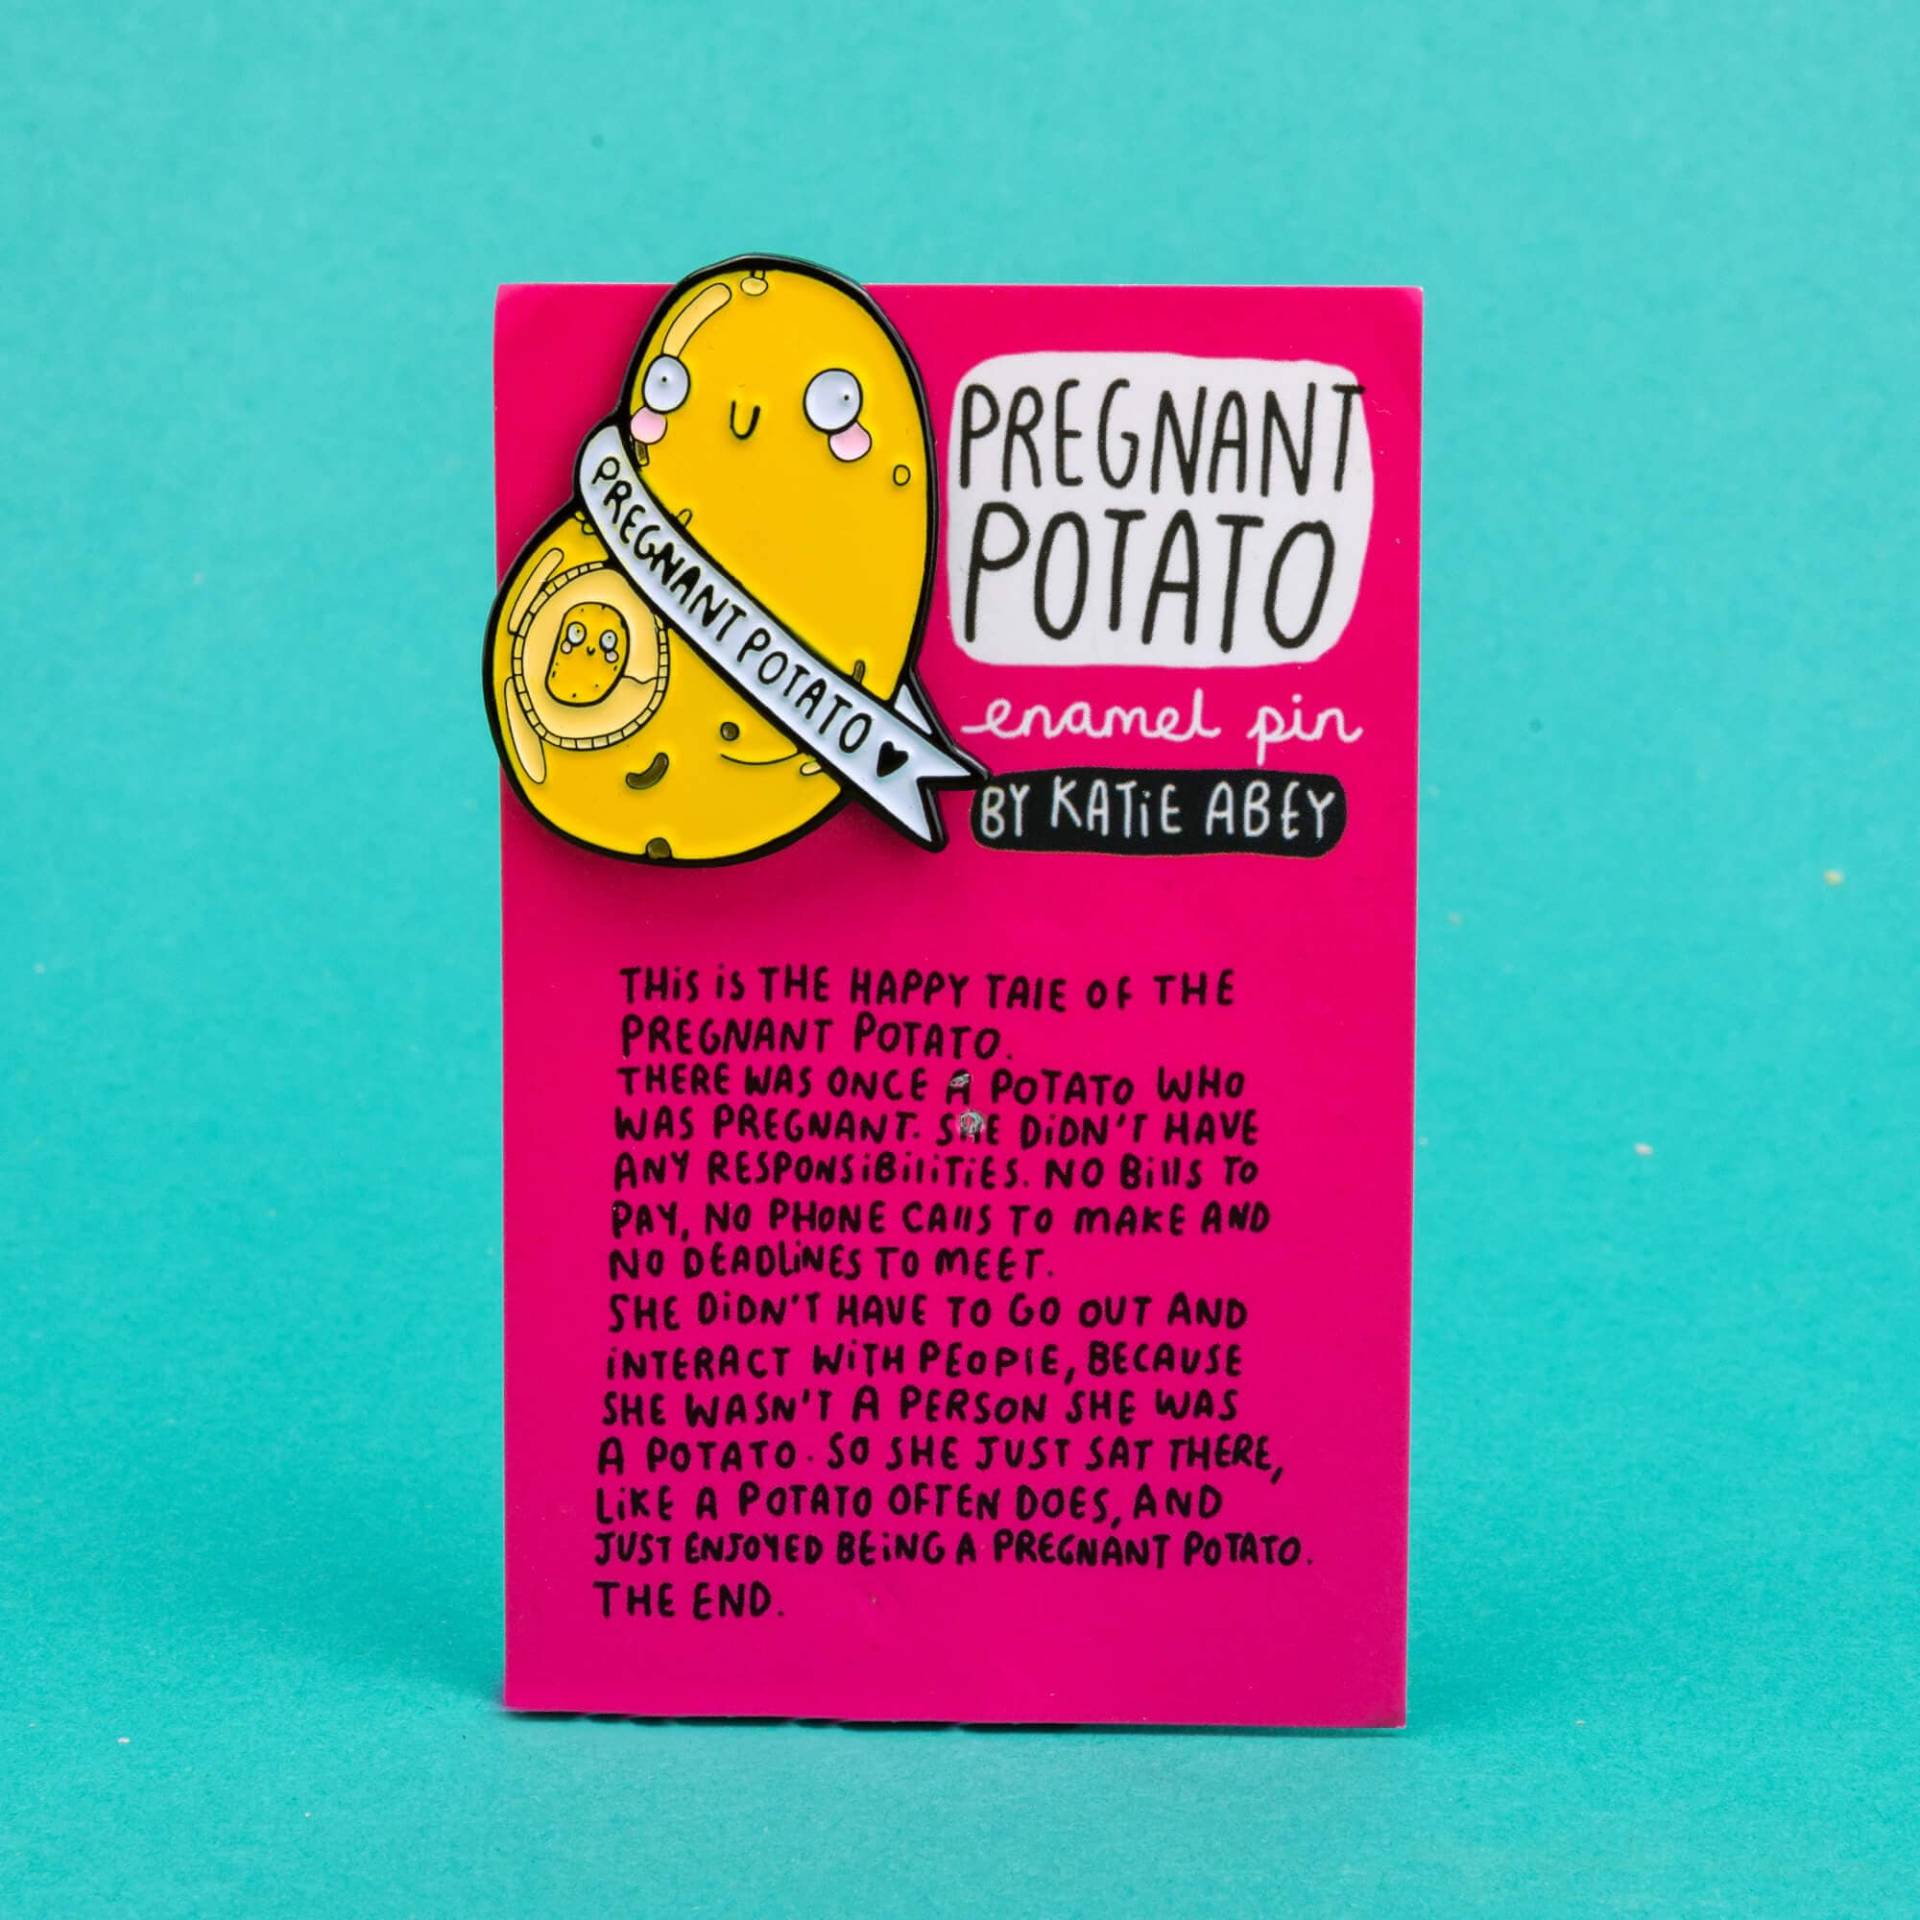 PREGNANT POTATO ♥
PREGNANT
POTATO
enamel pin
BY KATiE ABEY
THiS iS THE HAPPY TALE OF THE
PREGNANT POTATO.
THERE WAS ONCE A POTATO WHO
WAS PREGNANT. SHE DiDN'T HAVE
ANY RESPONSiBiLiTiES. NO BiLLS TO
PAY, NO PHONE CALLS TO MAKE AND
NO DEADLiNES TO MEET.
SHE DiDN'T HAVE TO GO OUT AND
iNTERACT WiTH PEOPLE, BECAUSE
SHE WASN'T A PERSON SHE WAS
A POTATO. SO SHE JUST SAT THERE,
LiKE A POTATO OFTEN DOES, AND
JUST ENJOYED BEiNG A PREGNANT POTATO.
THE END.